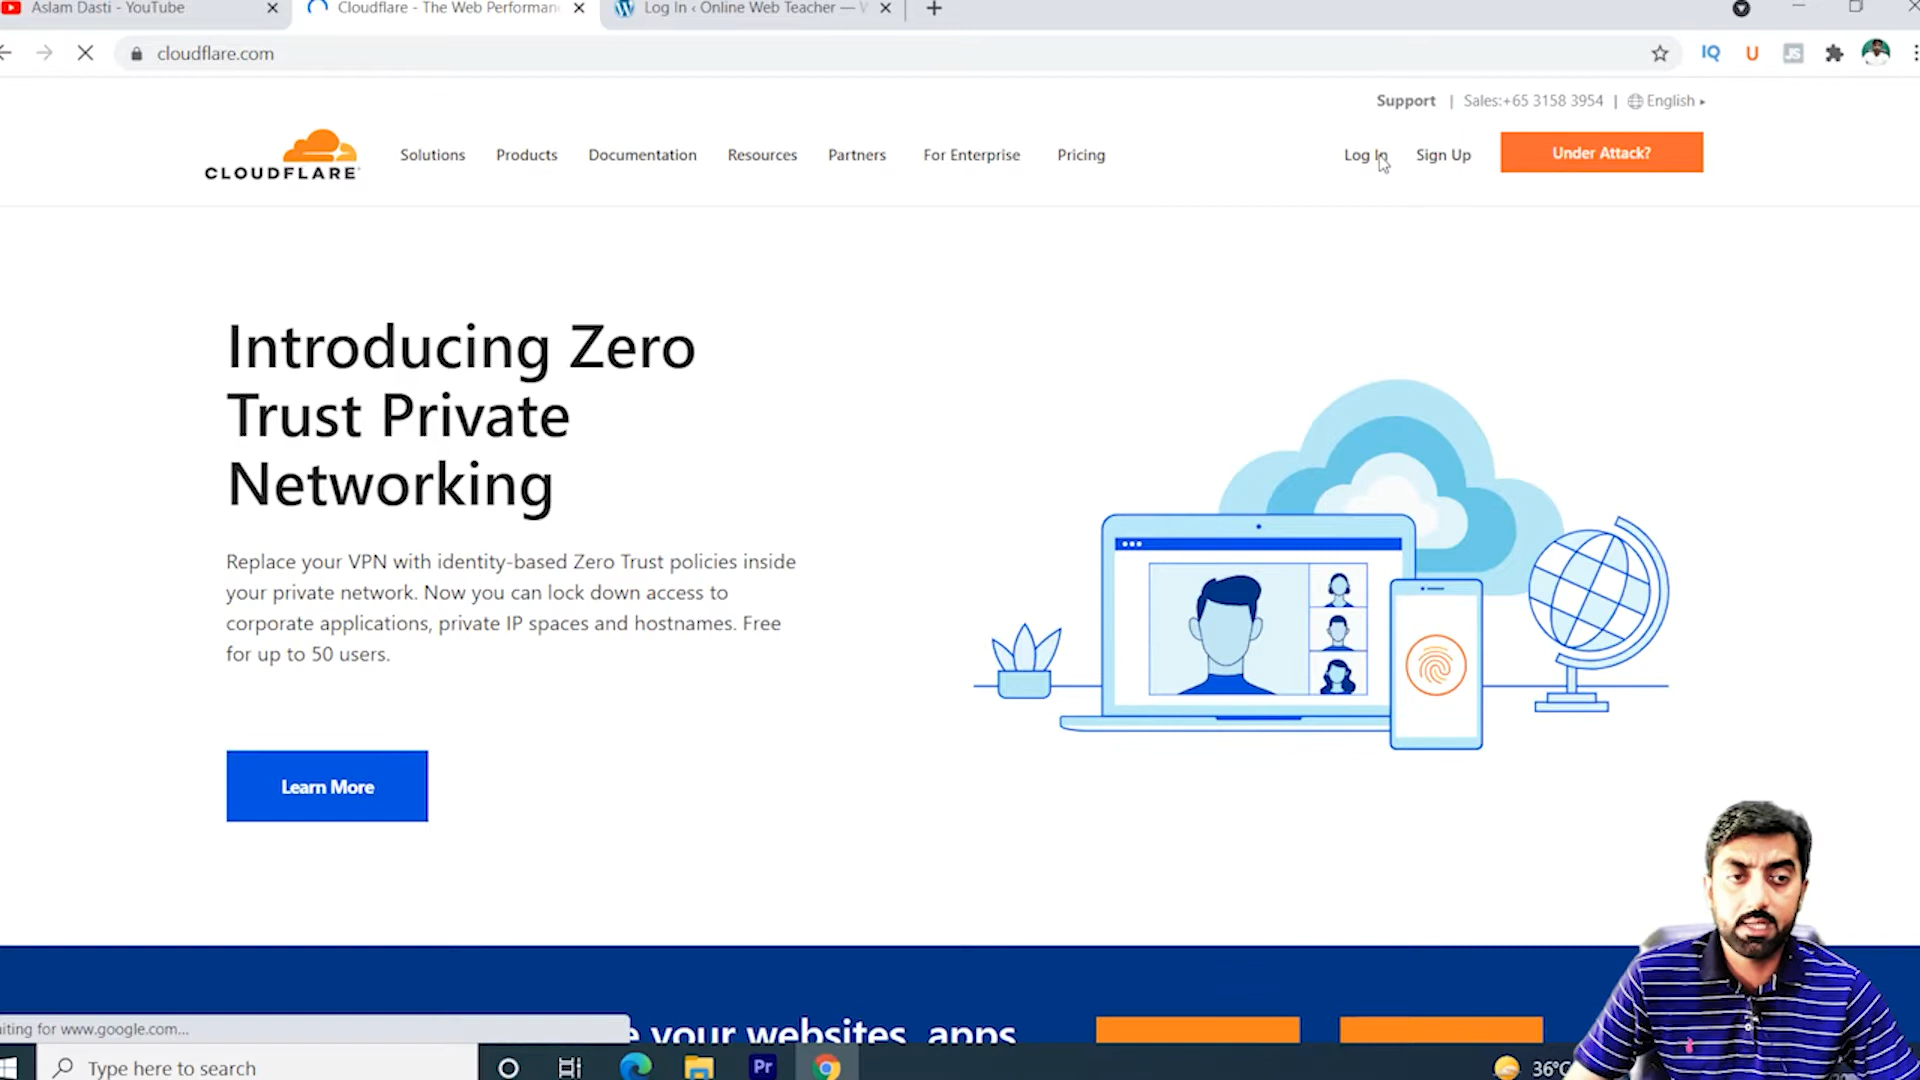 Aslam Dasti - YouTube
Cloudflare - The Web Performan
Log In ‹ Online Web Teacher —
cloudflare.com
IQ
U
JS
Support | Sales:+65 3158 3954 | English ▸
CLOUDFLARE
Solutions
Products
Documentation
Resources
Partners
For Enterprise
Pricing
Log In
Sign Up
Under Attack?
Introducing Zero
Trust Private
Networking
Replace your VPN with identity-based Zero Trust policies inside
your private network. Now you can lock down access to
corporate applications, private IP spaces and hostnames. Free
for up to 50 users.
Learn More
your websites, apps
iting for www.google.com...
Type here to search
Pr
36°C